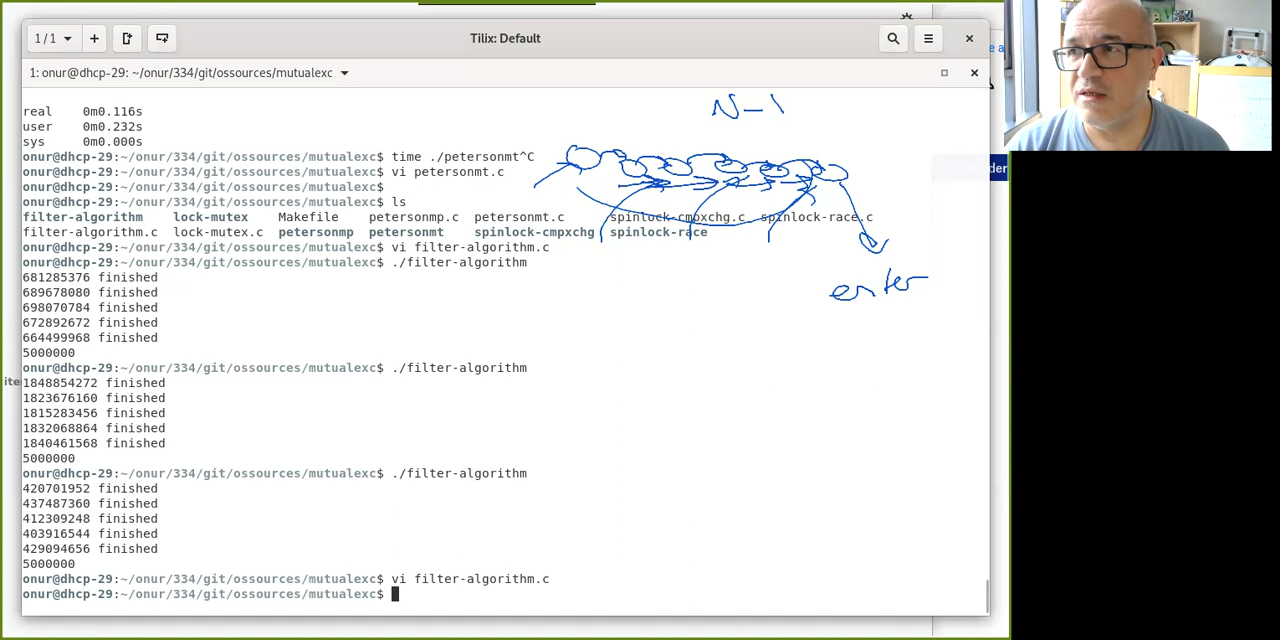 1/1
Tilix: Default
1: onur@dhcp-29: ~/onur/334/git/ossources/mutualexc
real    0m0.116s
user    0m0.232s
sys     0m0.000s
onur@dhcp-29:~/onur/334/git/ossources/mutualexc$ time ./petersonmt^C
onur@dhcp-29:~/onur/334/git/ossources/mutualexc$ vi petersonmt.c
onur@dhcp-29:~/onur/334/git/ossources/mutualexc$
onur@dhcp-29:~/onur/334/git/ossources/mutualexc$ ls
filter-algorithm    lock-mutex    Makefile    petersonmp.c  petersonmt.c    spinlock-cmpxchg.c  spinlock-race.c
filter-algorithm.c  lock-mutex.c  petersonmp  petersonmt    spinlock-cmpxchg  spinlock-race
onur@dhcp-29:~/onur/334/git/ossources/mutualexc$ vi filter-algorithm.c
onur@dhcp-29:~/onur/334/git/ossources/mutualexc$ ./filter-algorithm
681285376 finished
689678080 finished
698070784 finished
672892672 finished
664499968 finished
5000000
onur@dhcp-29:~/onur/334/git/ossources/mutualexc$ ./filter-algorithm
1848854272 finished
1823676160 finished
1815283456 finished
1832068864 finished
1840461568 finished
5000000
onur@dhcp-29:~/onur/334/git/ossources/mutualexc$ ./filter-algorithm
420701952 finished
437487360 finished
412309248 finished
403916544 finished
429094656 finished
5000000
onur@dhcp-29:~/onur/334/git/ossources/mutualexc$ vi filter-algorithm.c
onur@dhcp-29:~/onur/334/git/ossources/mutualexc$
N-1
enter